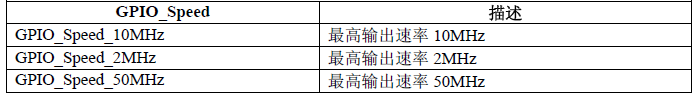 GPIO_Speed 描述
GPIO_Speed_10MHz 最高输出速率 10MHz
GPIO_Speed_2MHz 最高输出速率 2MHz
GPIO_Speed_50MHz 最高输出速率 50MHz